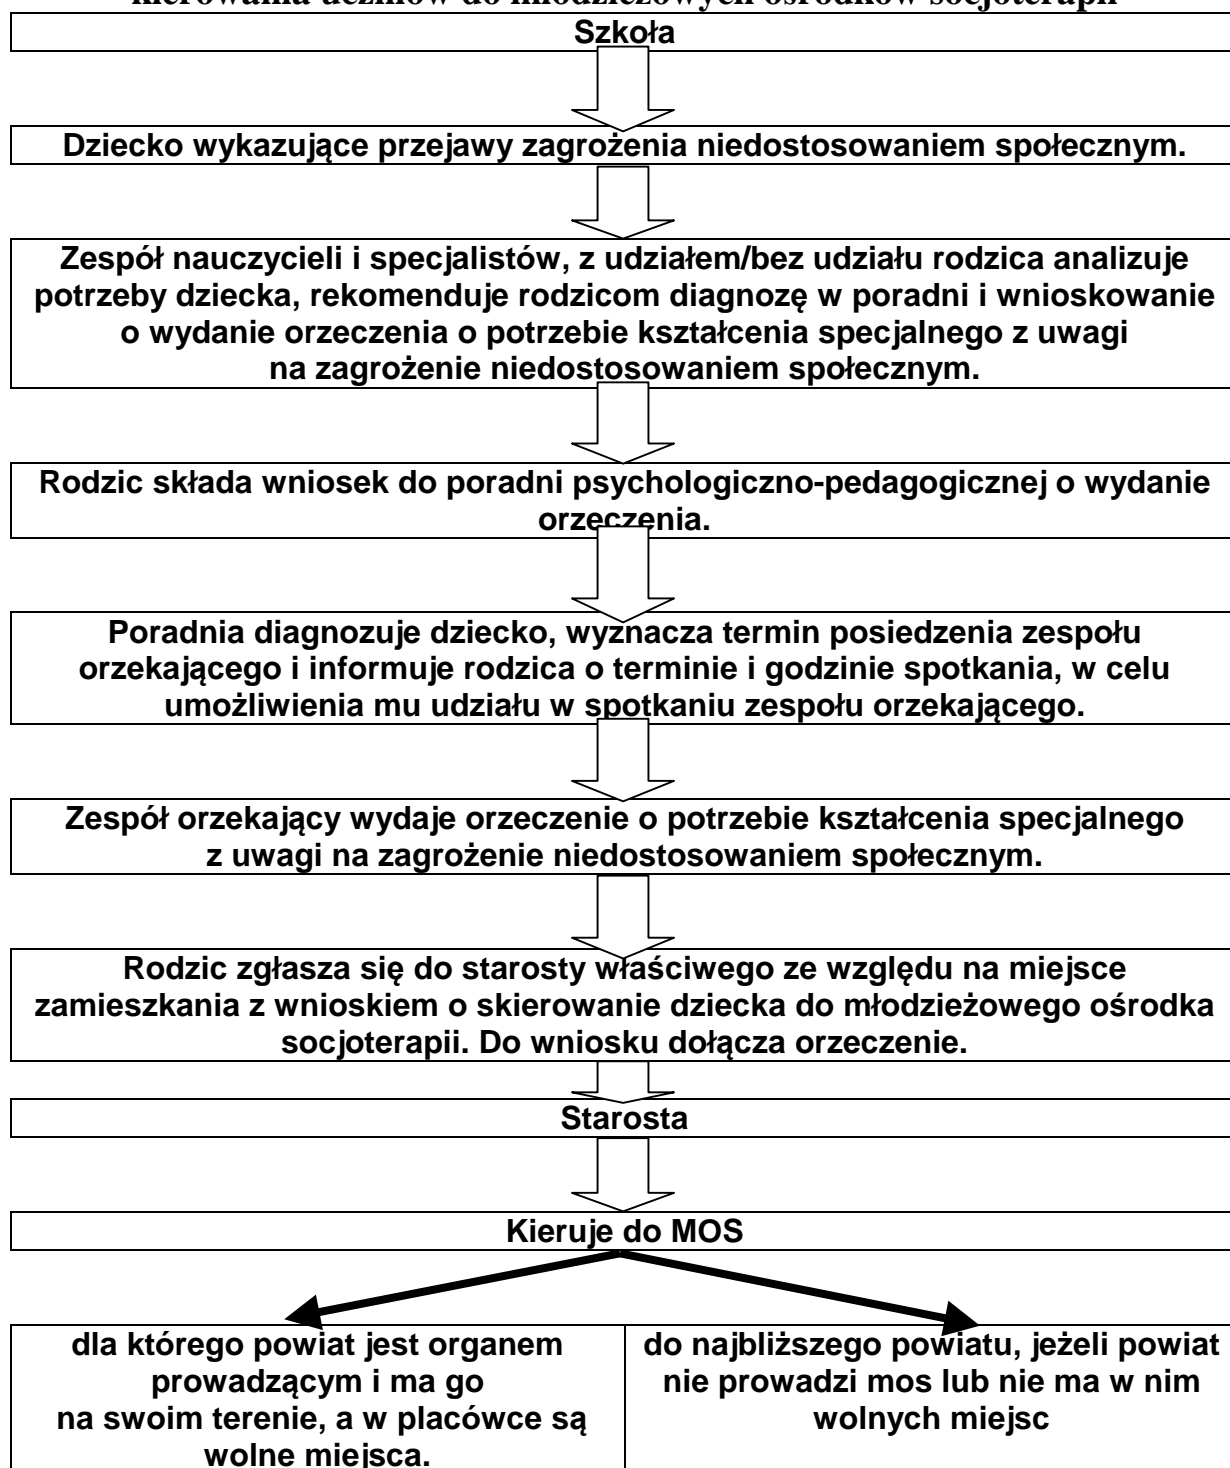 kierowania uczniów do młodzieżowych ośrodków socjoterapii
Szkoła
Dziecko wykazujące przejawy zagrożenia niedostosowaniem społecznym.
Zespół nauczycieli i specjalistów, z udziałem/bez udziału rodzica analizuje
potrzeby dziecka, rekomenduje rodzicom diagnozę w poradni i wnioskowanie
o wydanie orzeczenia o potrzebie kształcenia specjalnego z uwagi
na zagrożenie niedostosowaniem społecznym.
Rodzic składa wniosek do poradni psychologiczno-pedagogicznej o wydanie
orzeczenia.
Poradnia diagnozuje dziecko, wyznacza termin posiedzenia zespołu
orzekającego i informuje rodzica o terminie i godzinie spotkania, w celu
umożliwienia mu udziału w spotkaniu zespołu orzekającego.
Zespół orzekający wydaje orzeczenie o potrzebie kształcenia specjalnego
z uwagi na zagrożenie niedostosowaniem społecznym.
Rodzic zgłasza się do starosty właściwego ze względu na miejsce
zamieszkania z wnioskiem o skierowanie dziecka do młodzieżowego ośrodka
socjoterapii. Do wniosku dołącza orzeczenie.
Starosta
Kieruje do MOS
dla którego powiat jest organem
prowadzącym i ma go
na swoim terenie, a w placówce są
wolne miejsca.
do najbliższego powiatu, jeżeli powiat
nie prowadzi mos lub nie ma w nim
wolnych miejsc